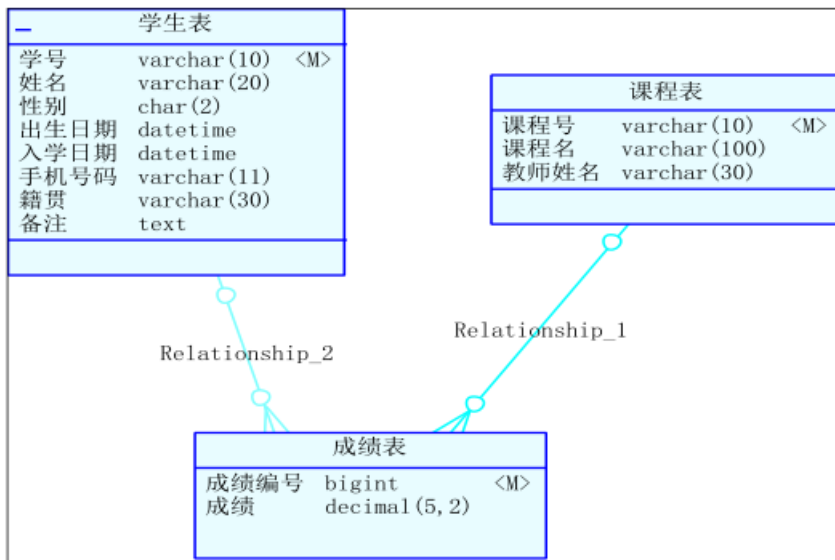 学生表
学号 varchar(10) <M>
姓名 varchar(20)
性别 char(2)
出生日期 datetime
入学日期 datetime
手机号码 varchar(11)
籍贯 varchar(30)
备注 text
课程表
课程号 varchar(10) <M>
课程名 varchar(100)
教师姓名 varchar(30)
Relationship_2
Relationship_1
成绩表
成绩编号 bigint <M>
成绩 decimal(5,2)